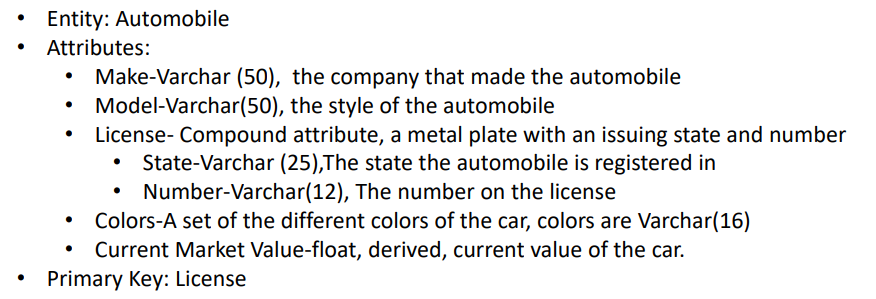 • Entity: Automobile
• Attributes:
• Make-Varchar (50),  the company that made the automobile
• Model-Varchar(50), the style of the automobile
• License- Compound attribute, a metal plate with an issuing state and number
• State-Varchar (25),The state the automobile is registered in
• Number-Varchar(12), The number on the license
• Colors-A set of the different colors of the car, colors are Varchar(16)
• Current Market Value-float, derived, current value of the car.
• Primary Key: License